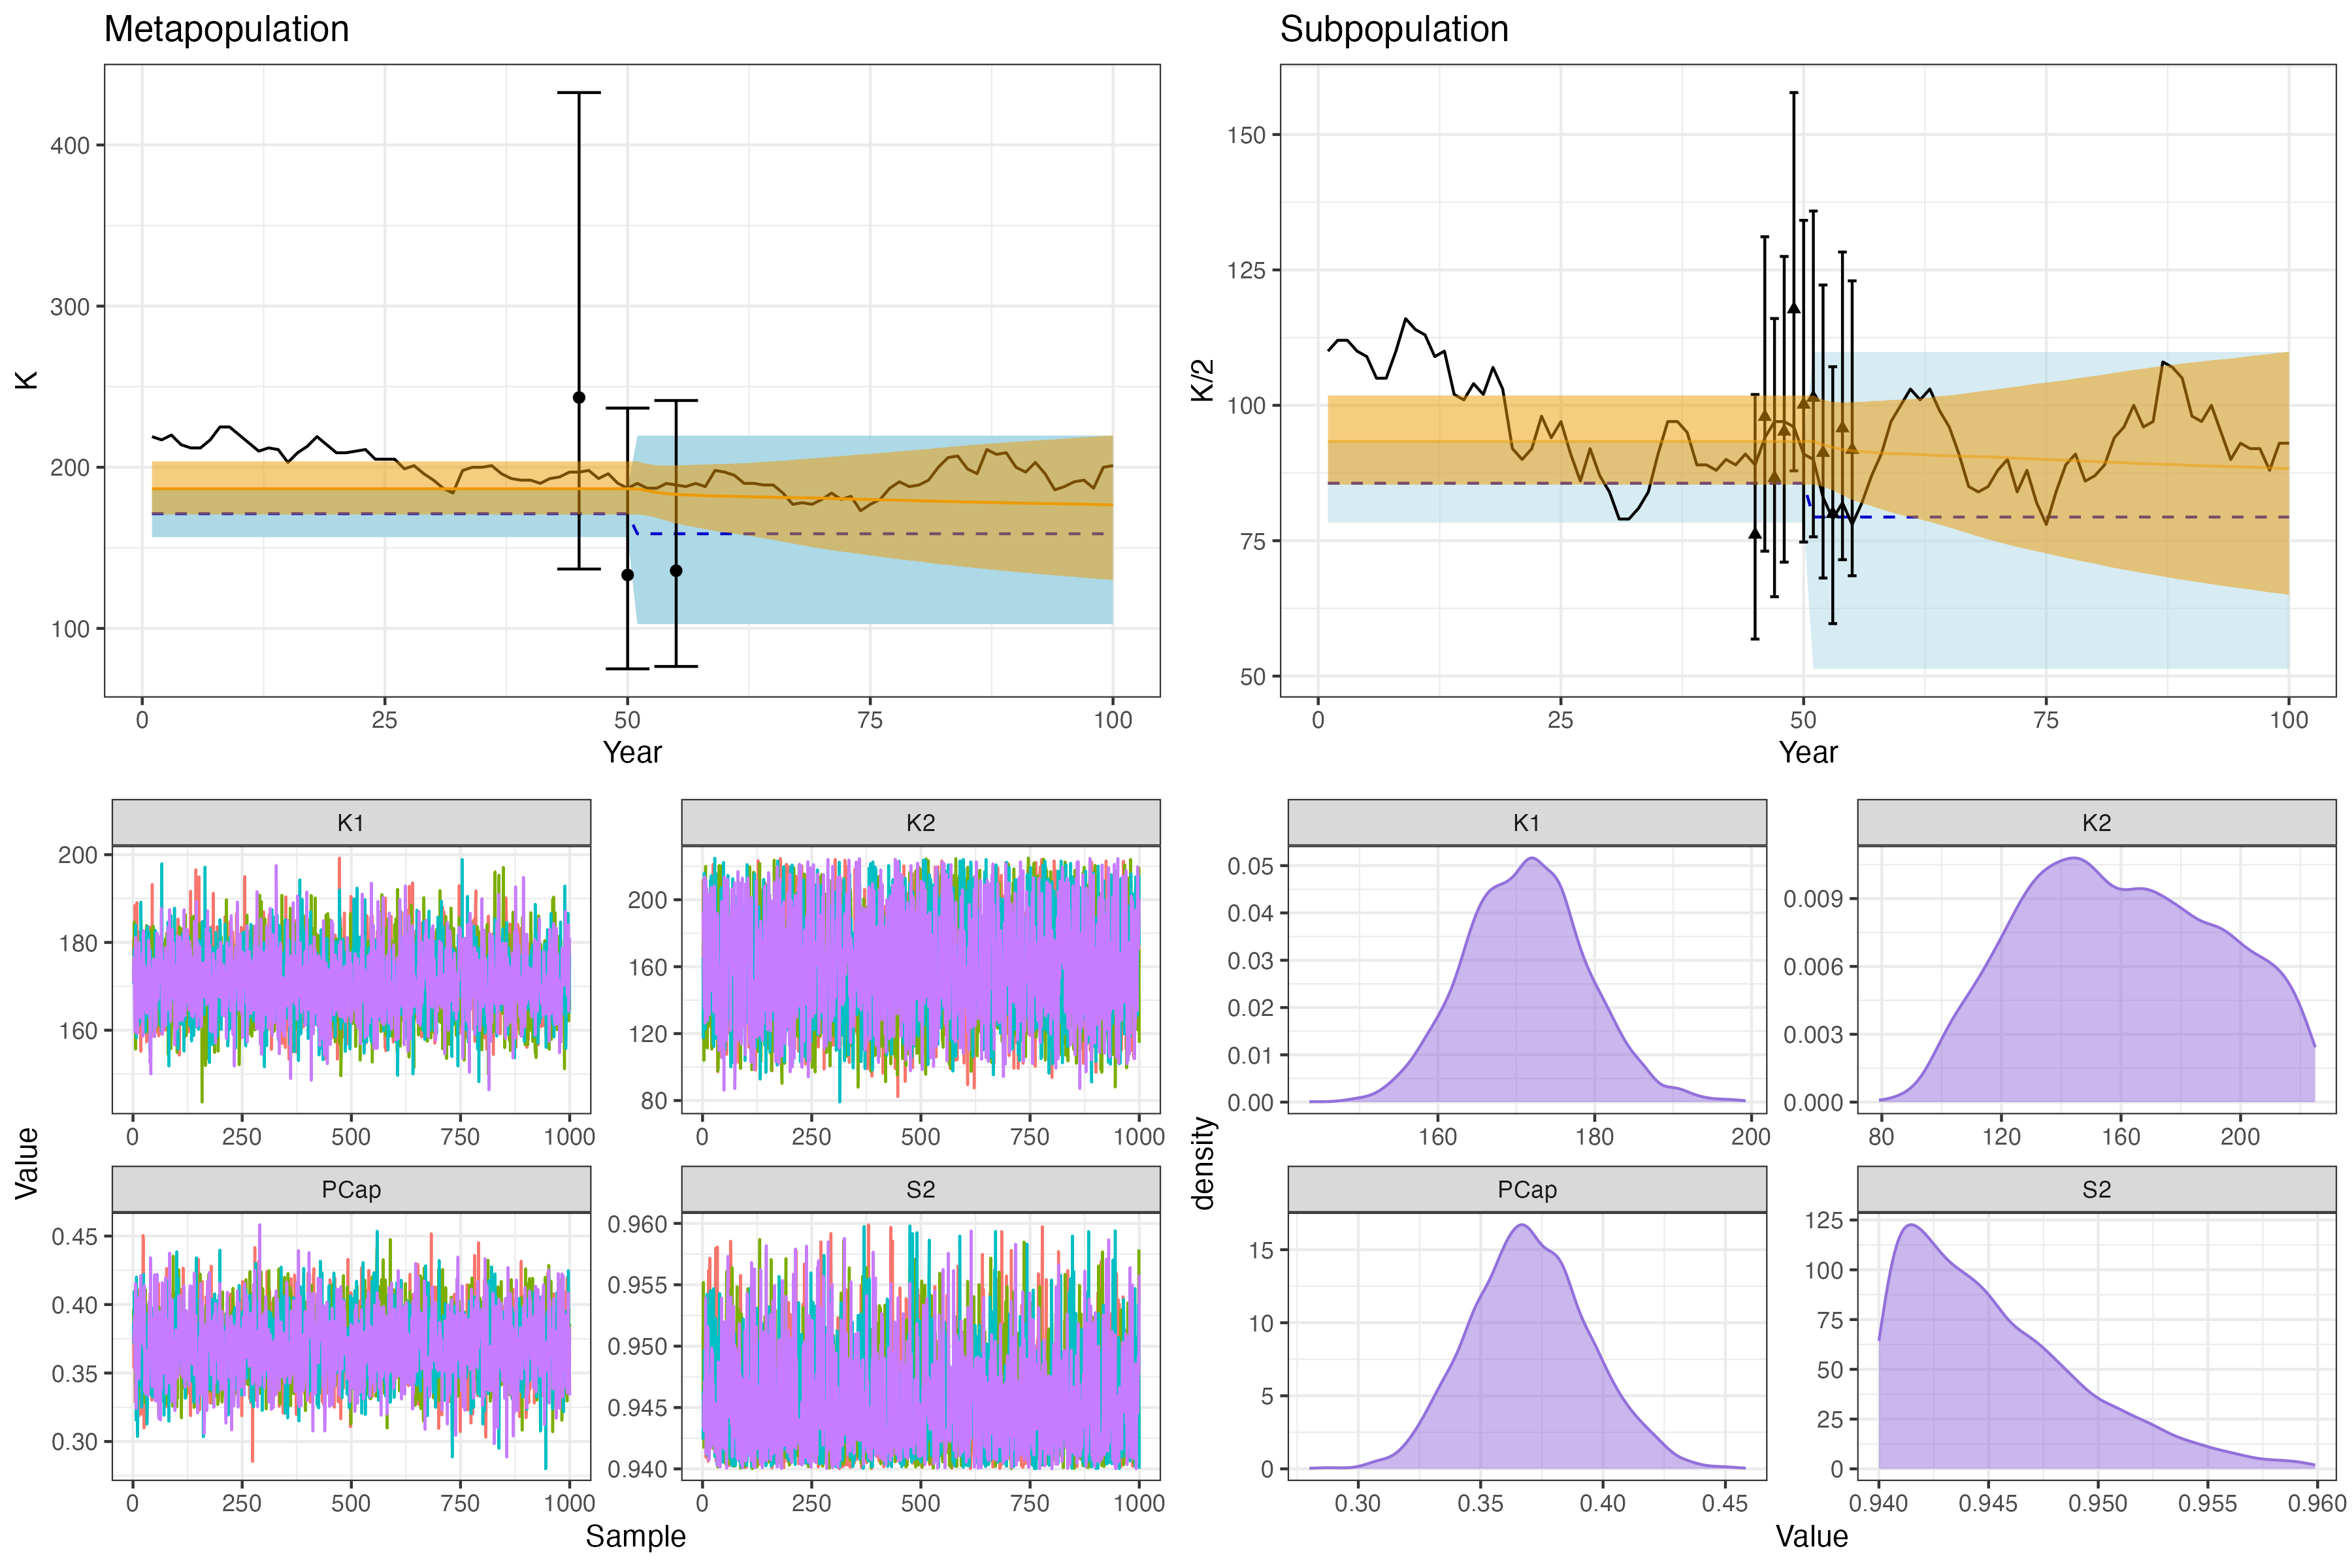 Metapopulation
K
400
300
200
100
0 25 50 75 100
Year
Subpopulation
K/2
150
125
100
75
50
0 25 50 75 100
Year
Value
K1
200
180
160
0 250 500 750 1000
K2
200
160
120
80
0 250 500 750 1000
PCap
0.45
0.40
0.35
0.30
0 250 500 750 1000
S2
0.960
0.955
0.950
0.945
0.940
0 250 500 750 1000
Sample
density
K1
0.05
0.04
0.03
0.02
0.01
0.00
160 180 200
K2
0.009
0.006
0.003
0.000
80 120 160 200
PCap
15
10
5
0
0.30 0.35 0.40 0.45
S2
125
100
75
50
25
0
0.940 0.945 0.950 0.955 0.960
Value